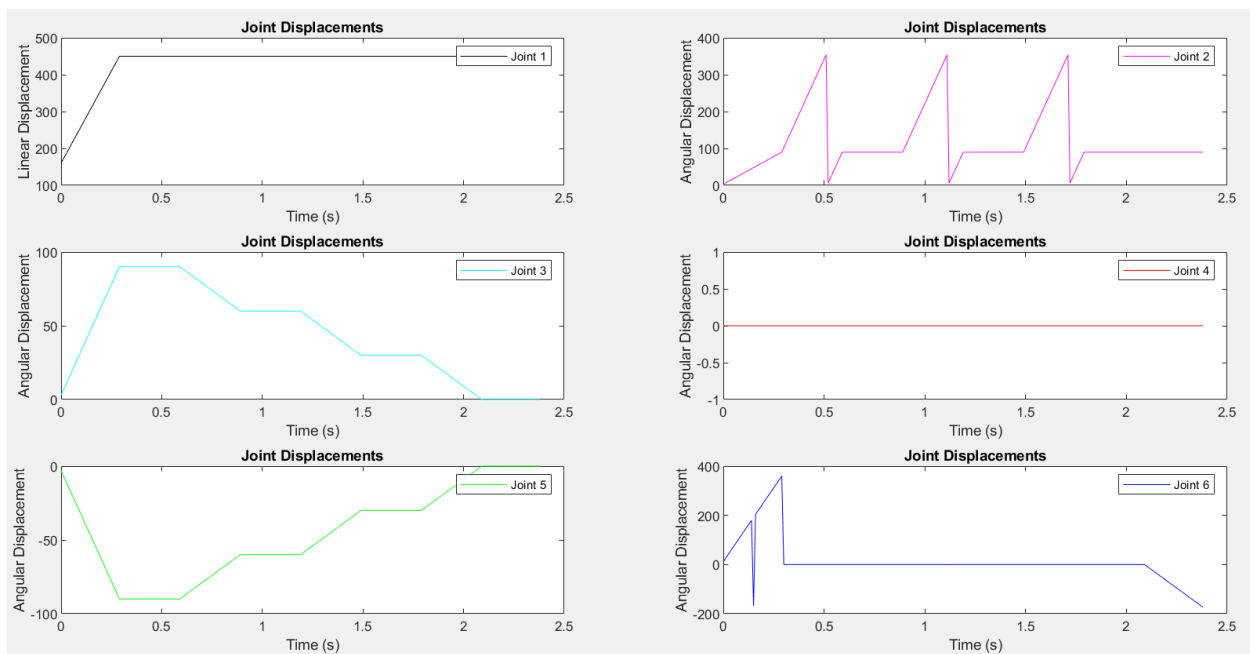 Joint Displacements
500
400
300
200
100
Linear Displacement
Joint 1
0 0.5 1 1.5 2 2.5
Time (s)
Joint Displacements
400
300
200
100
0
Angular Displacement
Joint 2
0 0.5 1 1.5 2 2.5
Time (s)
Joint Displacements
100
50
0
Angular Displacement
Joint 3
0 0.5 1 1.5 2 2.5
Time (s)
Joint Displacements
1
0.5
0
-0.5
-1
Angular Displacement
Joint 4
0 0.5 1 1.5 2 2.5
Time (s)
Joint Displacements
0
-50
-100
Angular Displacement
Joint 5
0 0.5 1 1.5 2 2.5
Time (s)
Joint Displacements
400
200
0
-200
Angular Displacement
Joint 6
0 0.5 1 1.5 2 2.5
Time (s)